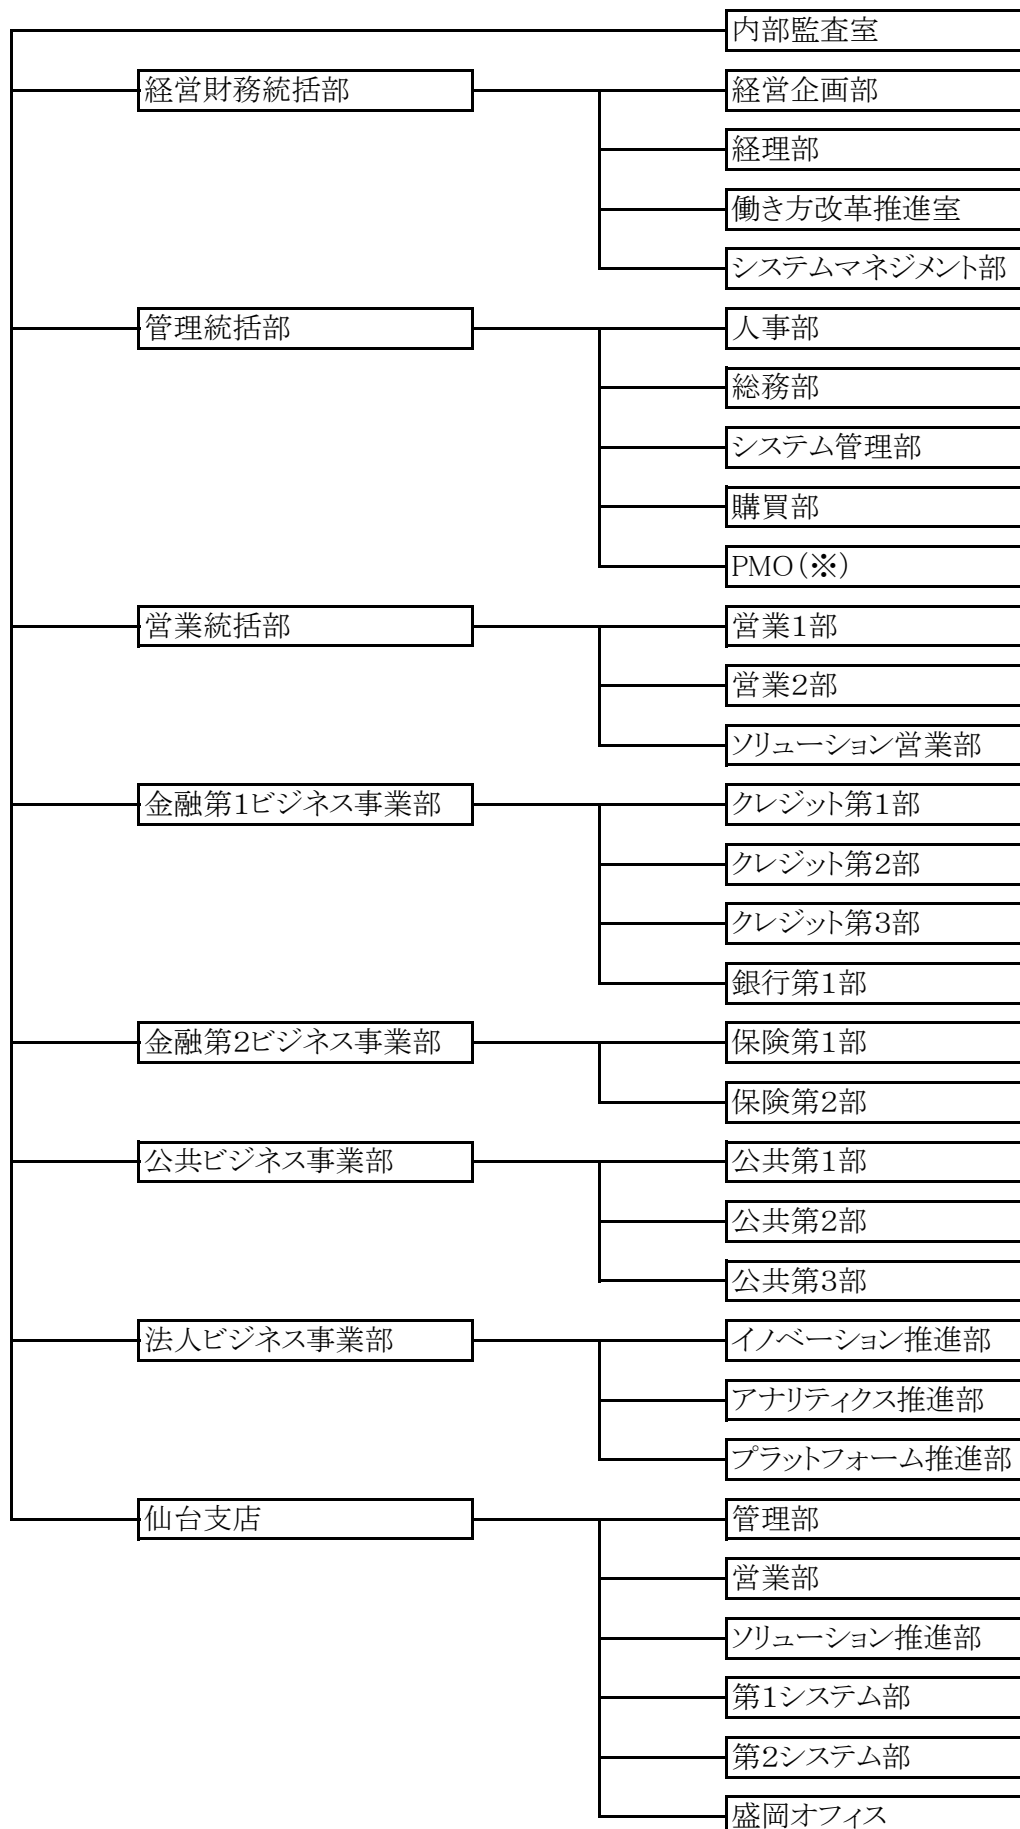 内部監査室
経営財務統括部
経営企画部
経理部
働き方改革推進室
システムマネジメント部
管理統括部
人事部
総務部
システム管理部
購買部
PMO(※)
営業統括部
営業1部
営業2部
ソリューション営業部
金融第1ビジネス事業部
クレジット第1部
クレジット第2部
クレジット第3部
銀行第1部
金融第2ビジネス事業部
保険第1部
保険第2部
公共ビジネス事業部
公共第1部
公共第2部
公共第3部
法人ビジネス事業部
イノベーション推進部
アナリティクス推進部
プラットフォーム推進部
仙台支店
管理部
営業部
ソリューション推進部
第1システム部
第2システム部
盛岡オフィス